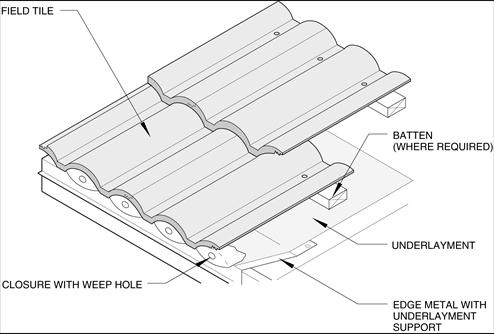 FIELD TILE
BATTEN
(WHERE REQUIRED)
UNDERLAYMENT
CLOSURE WITH WEEP HOLE
EDGE METAL WITH
UNDERLAYMENT
SUPPORT